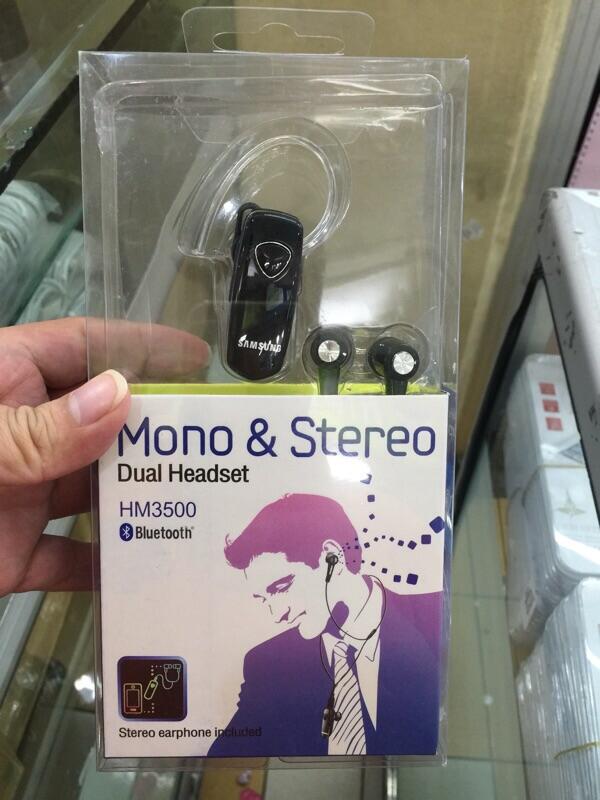 SAMSUNG
Mono & Stereo
Dual Headset
HM3500
Bluetooth®
Stereo earphone included